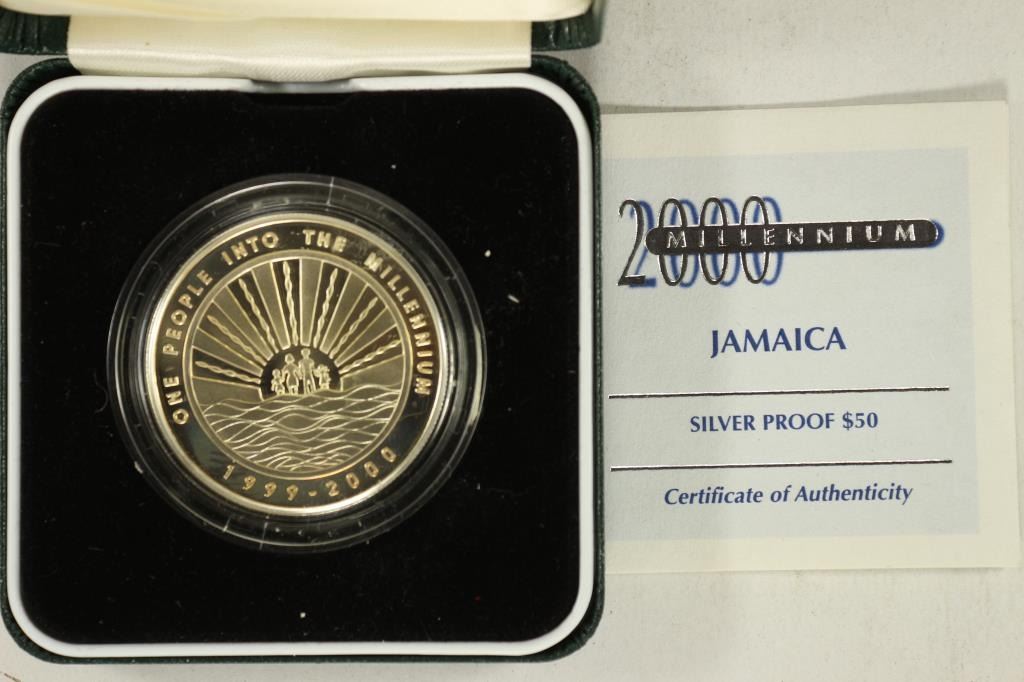 ONE PEOPLE INTO THE MILLENNIUM
1999-2000
2000
MILLENNIUM
JAMAICA
SILVER PROOF $50
Certificate of Authenticity